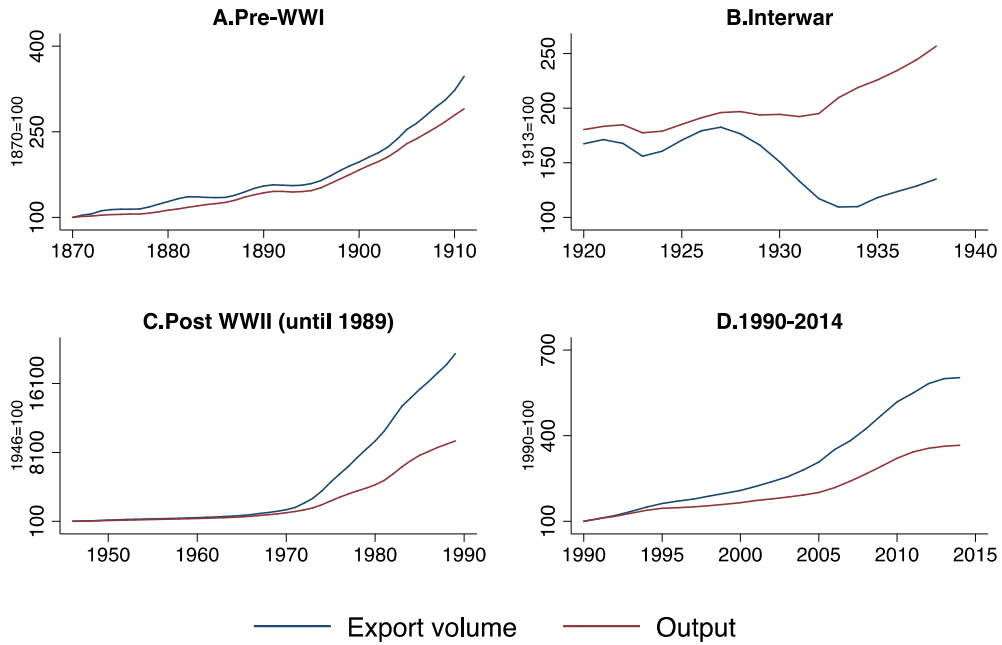 A.Pre-WWI
1870=100
400
250
100
1870 1880 1890 1900 1910
B.Interwar
1913=100
250
200
150
100
1920 1925 1930 1935 1940
C.Post WWII (until 1989)
1946=100
16100
8100
100
1950 1960 1970 1980 1990
D.1990-2014
1990=100
700
400
100
1990 1995 2000 2005 2010 2015
Export volume Output